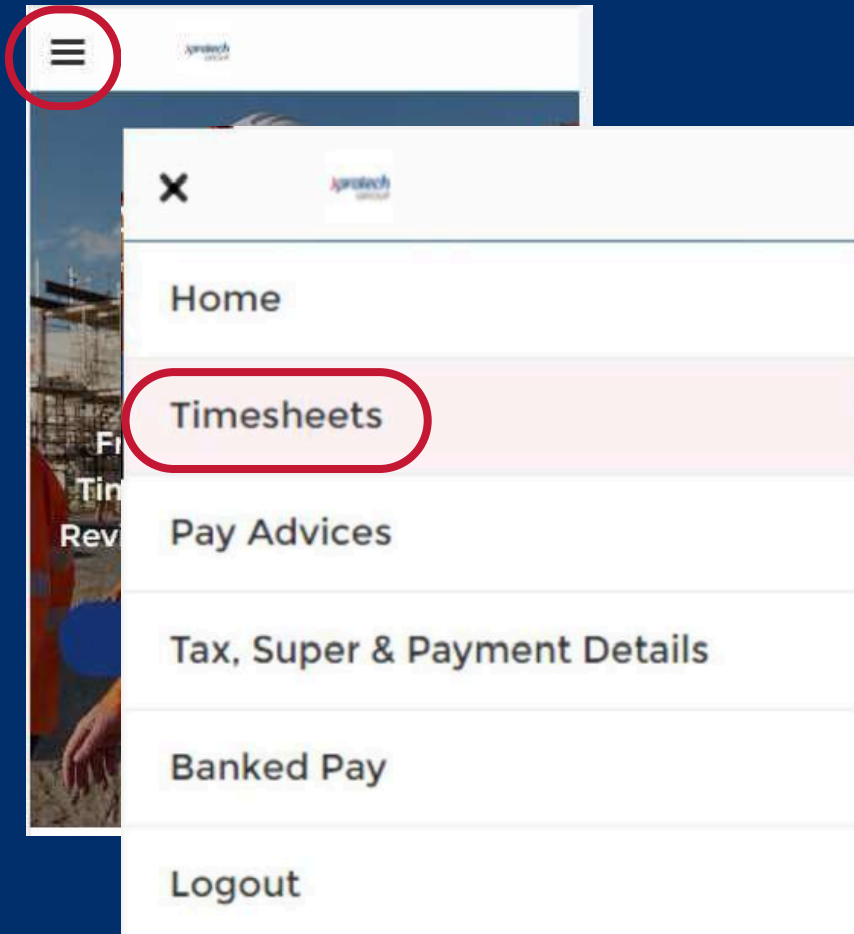 Home
Timesheets
Pay Advices
Tax, Super & Payment Details
Banked Pay
Logout